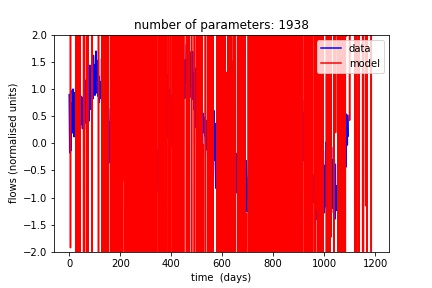 number of parameters: 1938
flows (normalised units)
2.0
1.5
1.0
0.5
0.0
−0.5
−1.0
−1.5
−2.0
data
model
0 200 400 600 800 1000 1200
time (days)